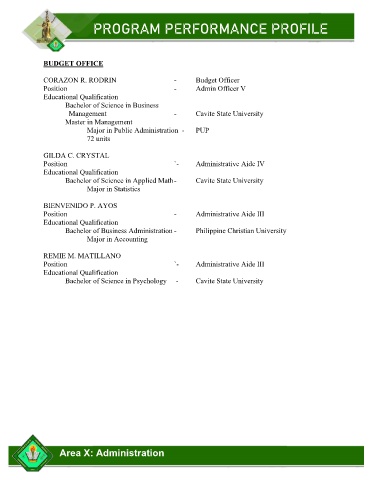 PROGRAM PERFORMANCE PROFILE
BUDGET OFFICE
CORAZON R. RODRIN - Budget Officer
Position - Admin Officer V
Educational Qualification
Bachelor of Science in Business
Management - Cavite State University
Master in Management
Major in Public Administration - PUP
72 units
GILDA C. CRYSTAL
Position `- Administrative Aide IV
Educational Qualification
Bachelor of Science in Applied Math - Cavite State University
Major in Statistics
BIENVENIDO P. AYOS
Position - Administrative Aide III
Educational Qualification
Bachelor of Business Administration - Philippine Christian University
Major in Accounting
REMIE M. MATILLANO
Position `- Administrative Aide III
Educational Qualification
Bachelor of Science in Psychology - Cavite State University
Area X: Administration